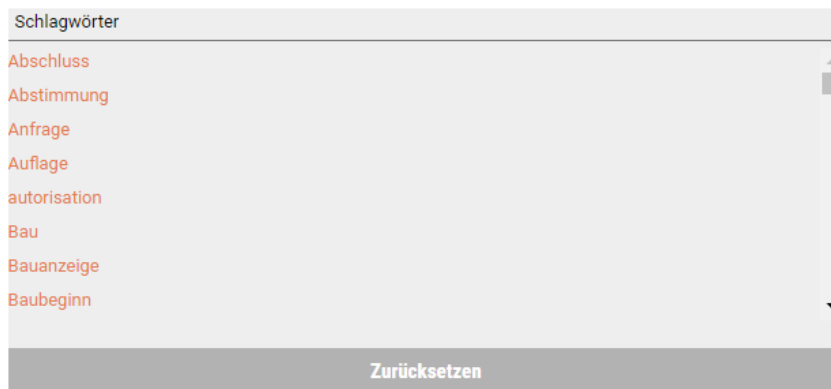 Schlagwörter
Abschluss
Abstimmung
Anfrage
Auflage
autorisation
Bau
Bauanzeige
Baubeginn
Zurücksetzen